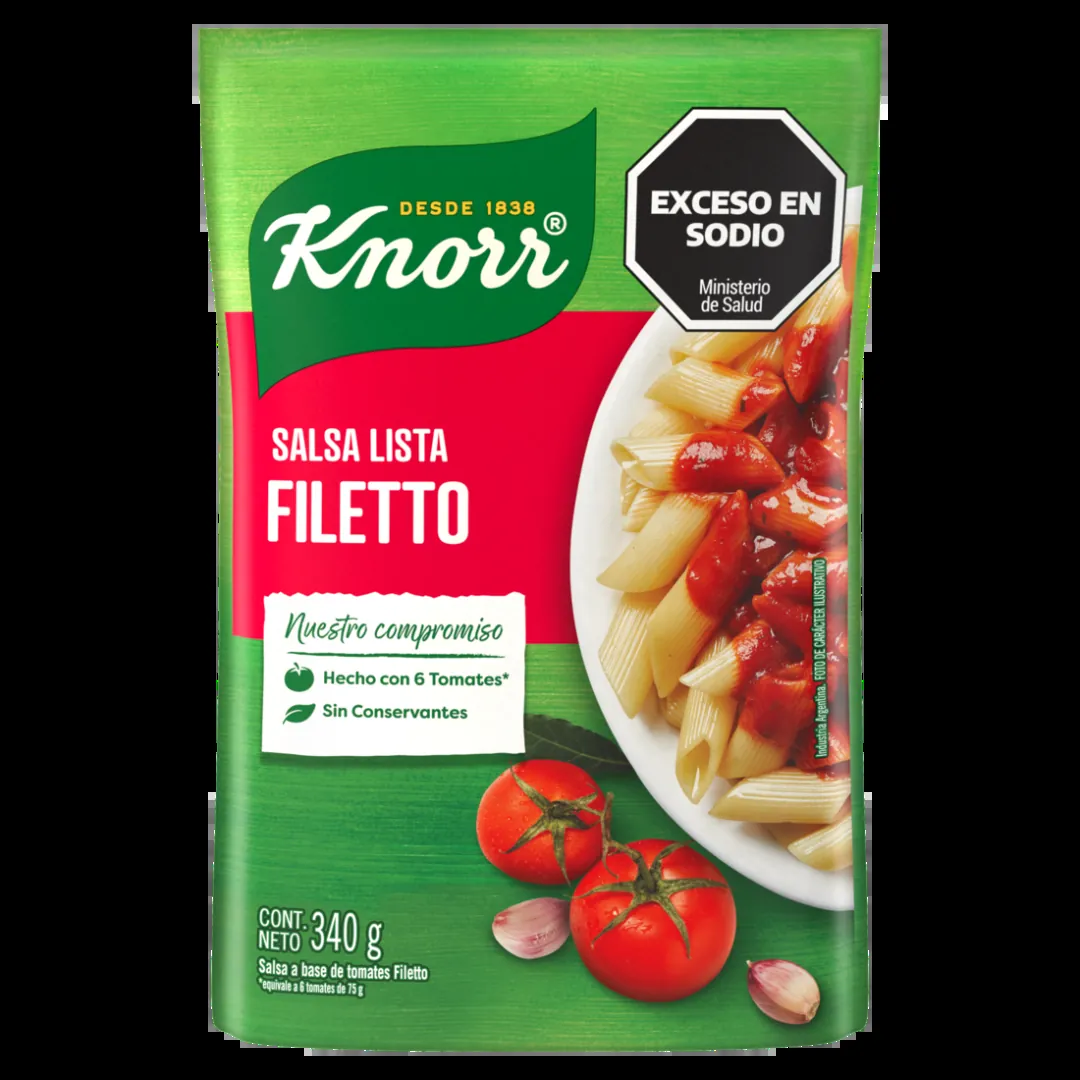 DESDE 1838
Knorr®
EXCESO EN
SODIO
Ministerio
de Salud
SALSA LISTA
FILETTO
Nuestro compromiso
Hecho con 6 Tomates*
Sin Conservantes
Industria Argentina. FOTO DE CARÁCTER ILUSTRATIVO
CONT.
NETO 340 g
Salsa a base de tomates Filetto
*equivale a 6 tomates de 75 g